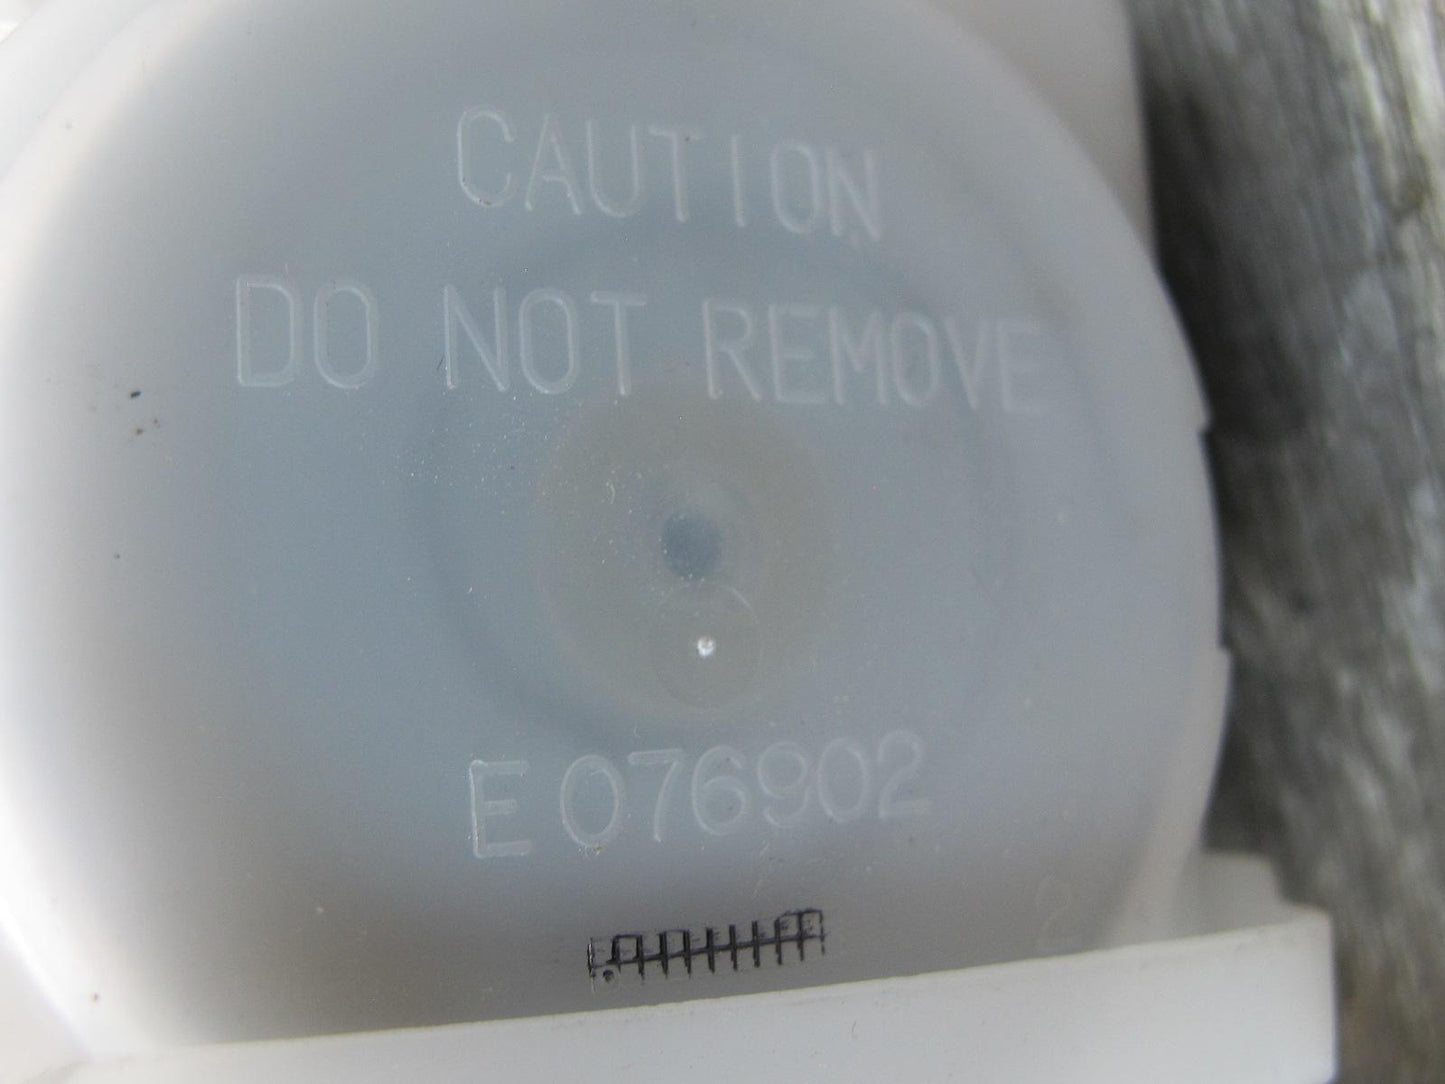 CAUTION
DO NOT REMOVE
E076902